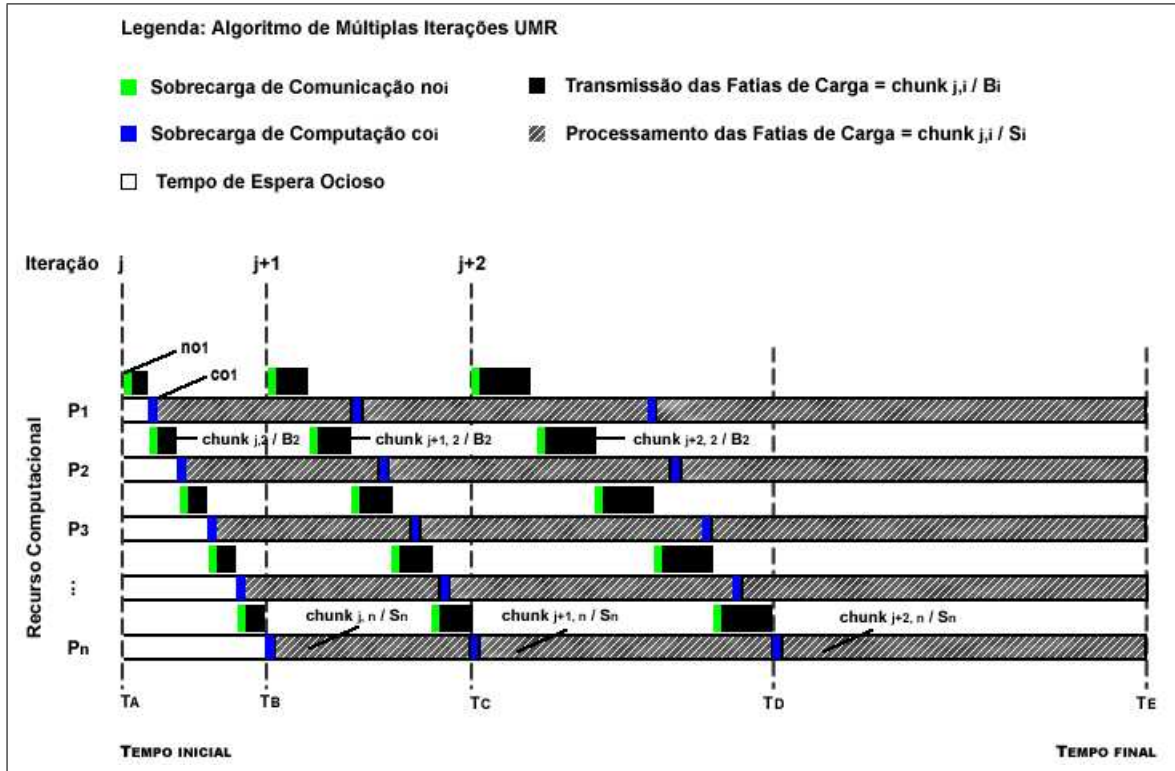 Legenda: Algoritmo de Múltiplas Iterações UMR
Sobrecarga de Comunicação noi
Transmissão das Fatias de Carga = chunk j,i / Bi
Sobrecarga de Computação coi
Processamento das Fatias de Carga = chunk j,i / Si
Tempo de Espera Ocioso
Iteração j j+1 j+2
no1
co1
P1
chunk j,2 / B2 chunk j+1, 2 / B2 chunk j+2, 2 / B2
P2
P3
⋮
chunk j, n / Sn chunk j+1, n / Sn chunk j+2, n / Sn
Pn
Recurso Computacional
TA TB TC TD TE
TEMPO INICIAL TEMPO FINAL